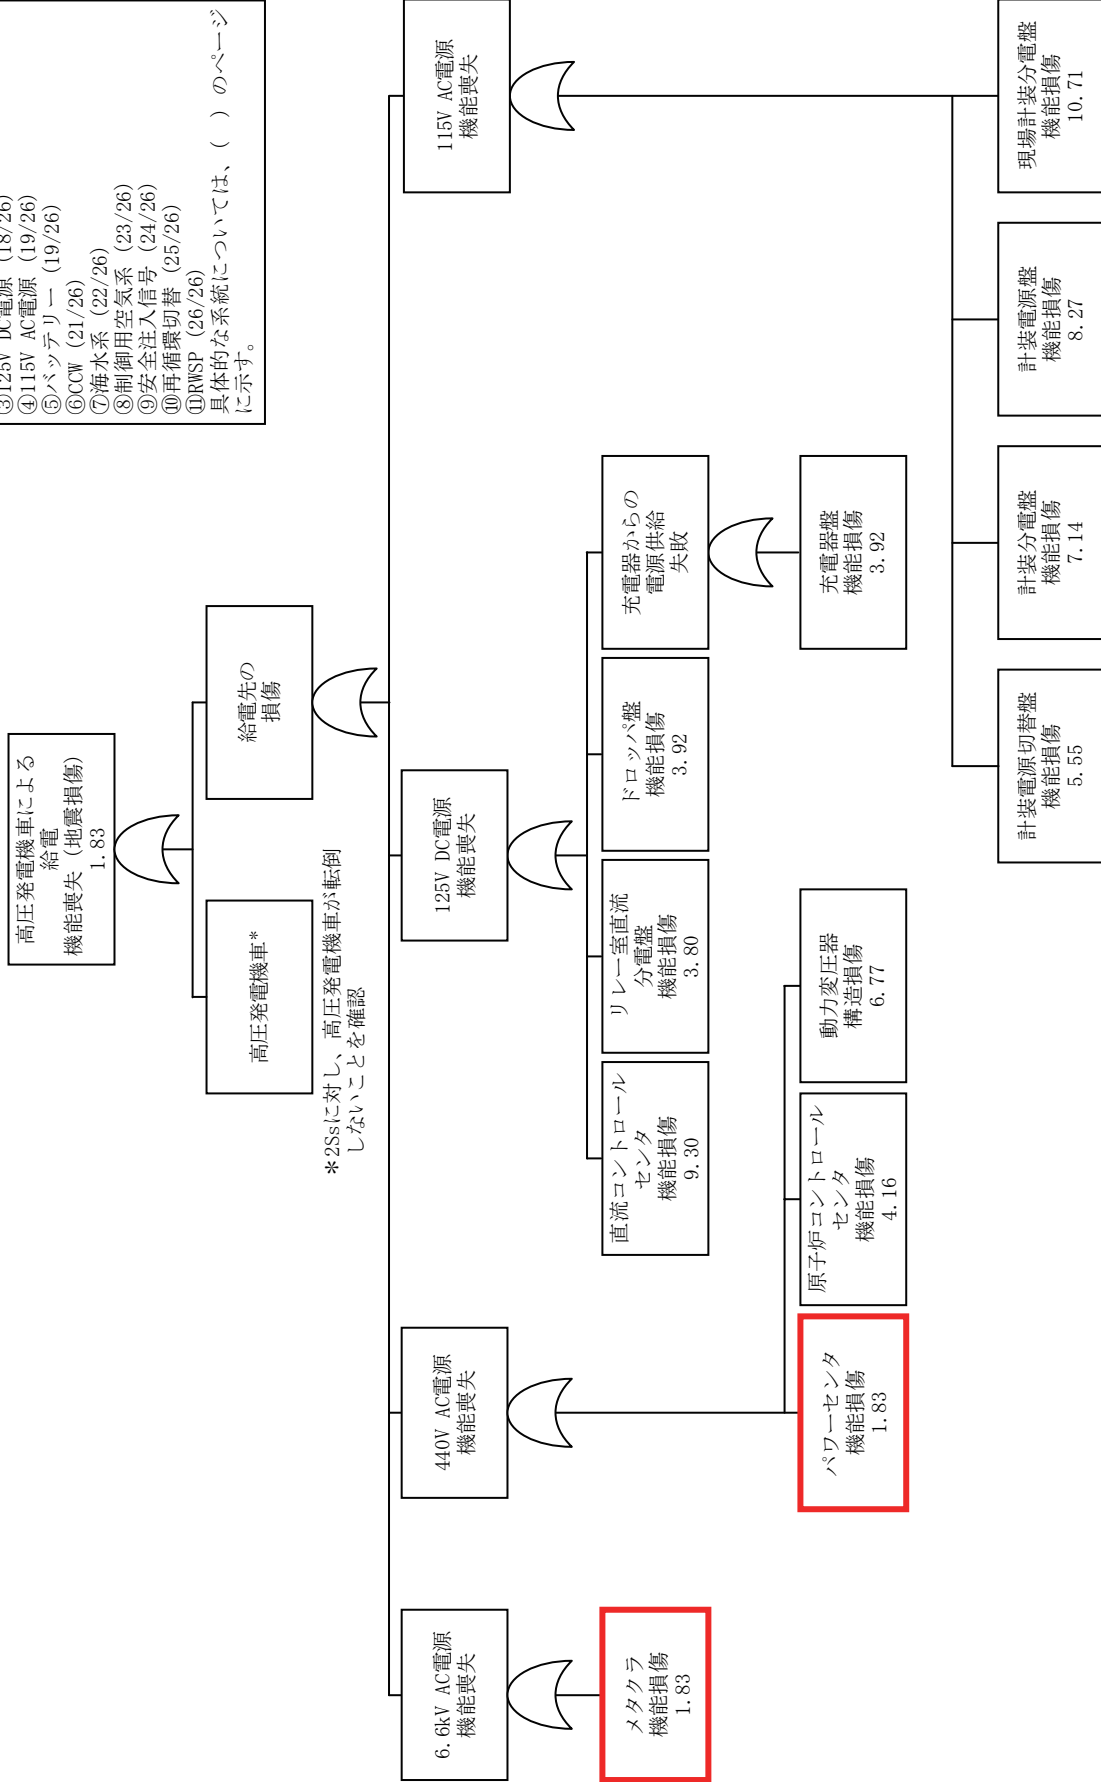 ③125V DC電源 (18/26)
④115V AC電源 (19/26)
⑤バッテリー (19/26)
⑥CCW (21/26)
⑦海水系 (22/26)
⑧制御用空気系 (23/26)
⑨安全注入信号 (24/26)
⑩再循環切替 (25/26)
⑪RWSP (26/26)
具体的な系統については、( ) のページ
に示す。
高圧発電機車による
給電
機能喪失 (地震損傷)
1.83
高圧発電機車*
給電先の
損傷
*2Ssに対し、高圧発電機車が転倒
しないことを確認
6.6kV AC電源
機能喪失
440V AC電源
機能喪失
125V DC電源
機能喪失
115V AC電源
機能喪失
メタクラ
機能損傷
1.83
直流コントロール
センタ
機能損傷
9.30
リレー室直流
分電盤
機能損傷
3.80
ドロッパ盤
機能損傷
3.92
充電器からの
電源供給
失敗
パワーセンタ
機能損傷
1.83
原子炉コントロール
センタ
機能損傷
4.16
動力変圧器
構造損傷
6.77
充電器盤
機能損傷
3.92
計装電源切替盤
機能損傷
5.55
計装分電盤
機能損傷
7.14
計装電源盤
機能損傷
8.27
現場計装分電盤
機能損傷
10.71